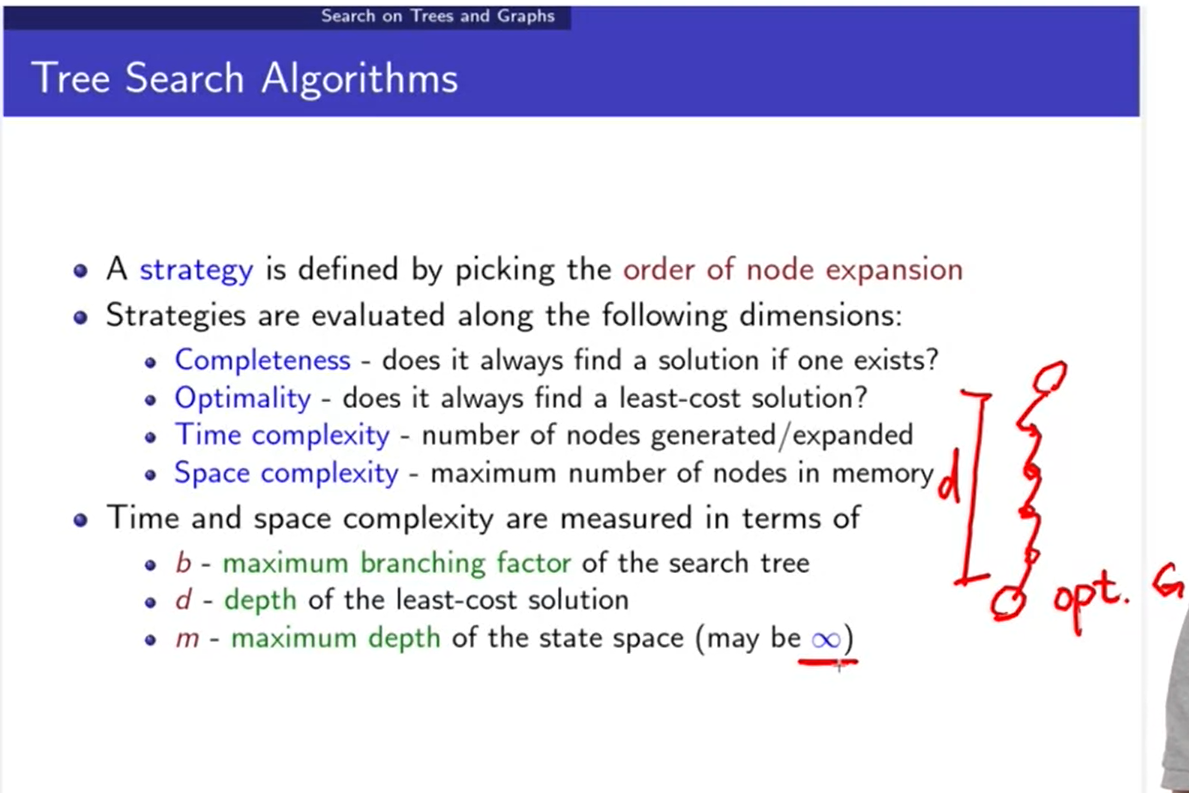 Search on Trees and Graphs
Tree Search Algorithms
A strategy is defined by picking the order of node expansion
Strategies are evaluated along the following dimensions:
Completeness - does it always find a solution if one exists?
Optimality - does it always find a least-cost solution?
Time complexity - number of nodes generated/expanded
Space complexity - maximum number of nodes in memory
Time and space complexity are measured in terms of
b - maximum branching factor of the search tree
d - depth of the least-cost solution
m - maximum depth of the state space (may be ∞)
d
opt. G